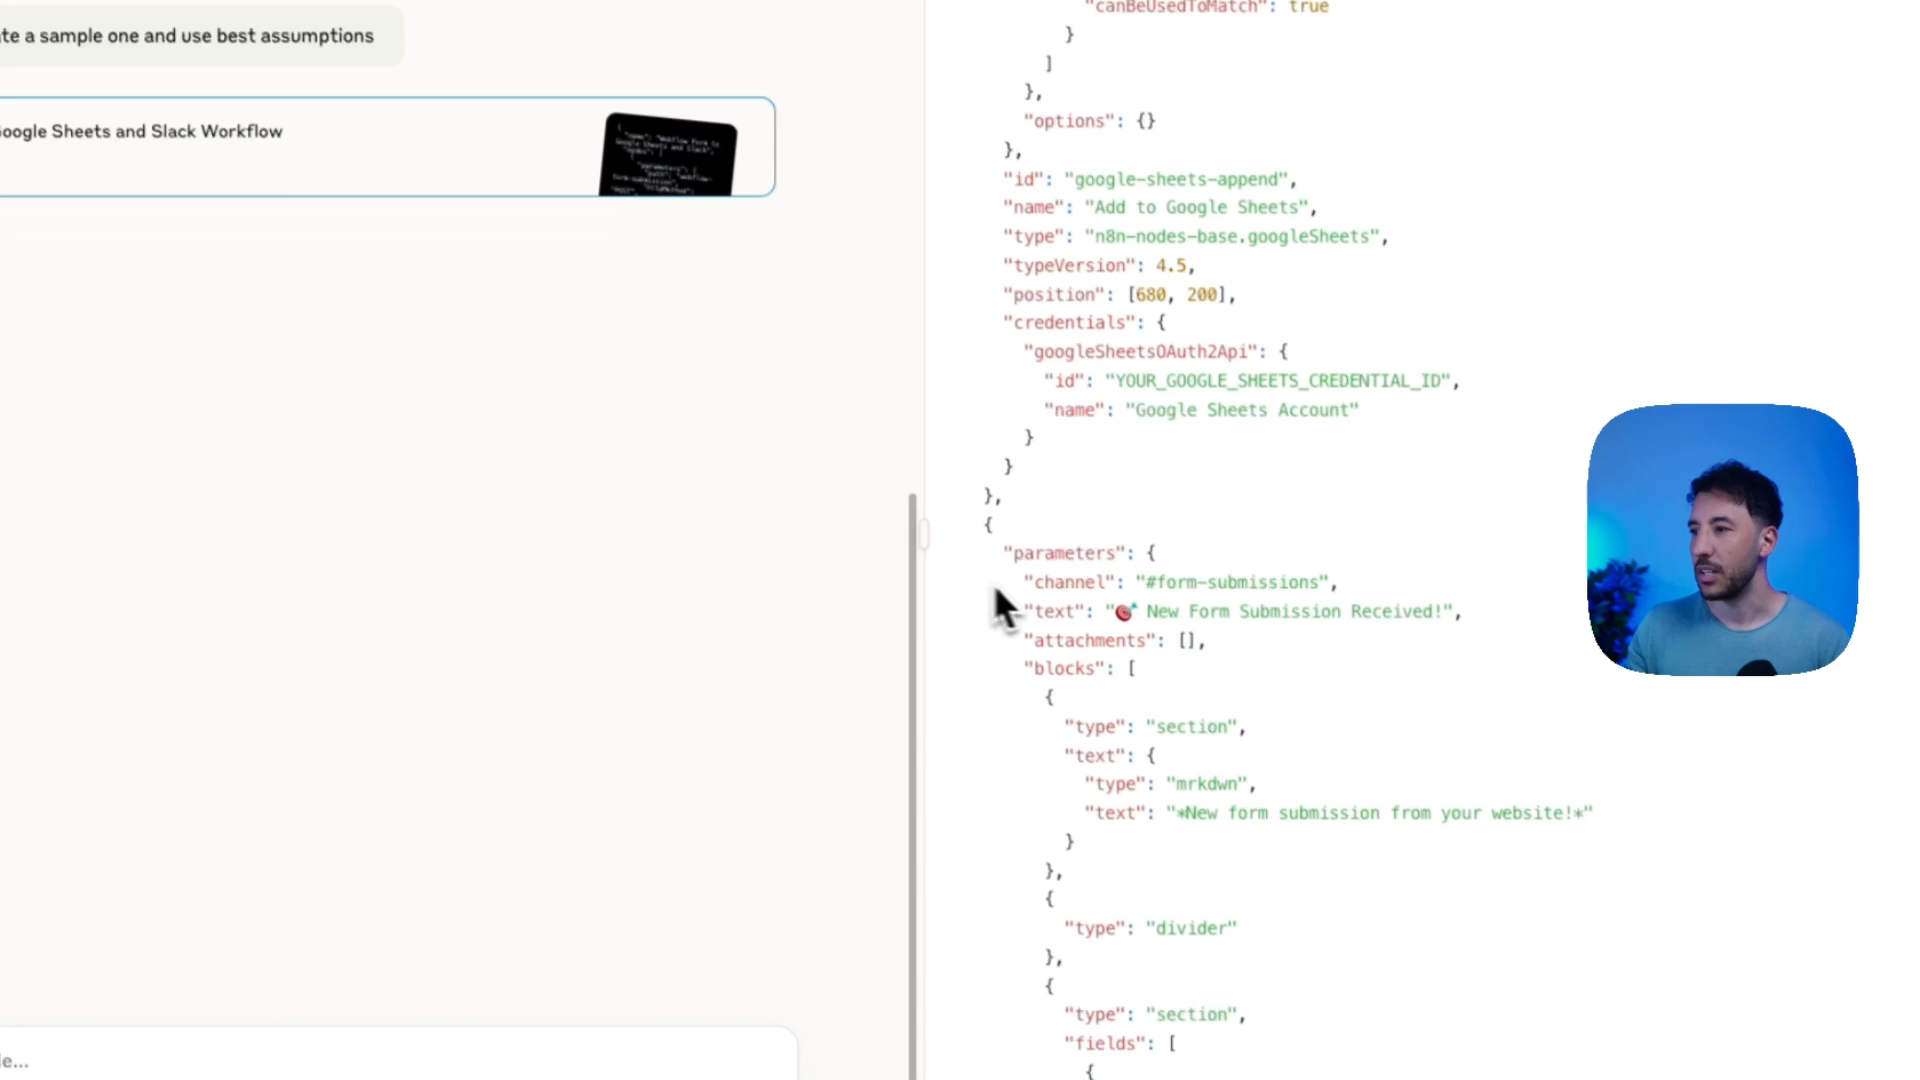 te a sample one and use best assumptions
Google Sheets and Slack Workflow
"canBeUsedToMatch": true
}
]
},
"options": {}
},
"id": "google-sheets-append",
"name": "Add to Google Sheets",
"type": "n8n-nodes-base.googleSheets",
"typeVersion": 4.5,
"position": [680, 200],
"credentials": {
"googleSheetsOAuth2Api": {
"id": "YOUR_GOOGLE_SHEETS_CREDENTIAL_ID",
"name": "Google Sheets Account"
}
}
},
{
"parameters": {
"channel": "#form-submissions",
"text": "🎯 New Form Submission Received!",
"attachments": [],
"blocks": [
{
"type": "section",
"text": {
"type": "mrkdwn",
"text": "*New form submission from your website!*"
}
},
{
"type": "divider"
},
{
"type": "section",
"fields": [
{